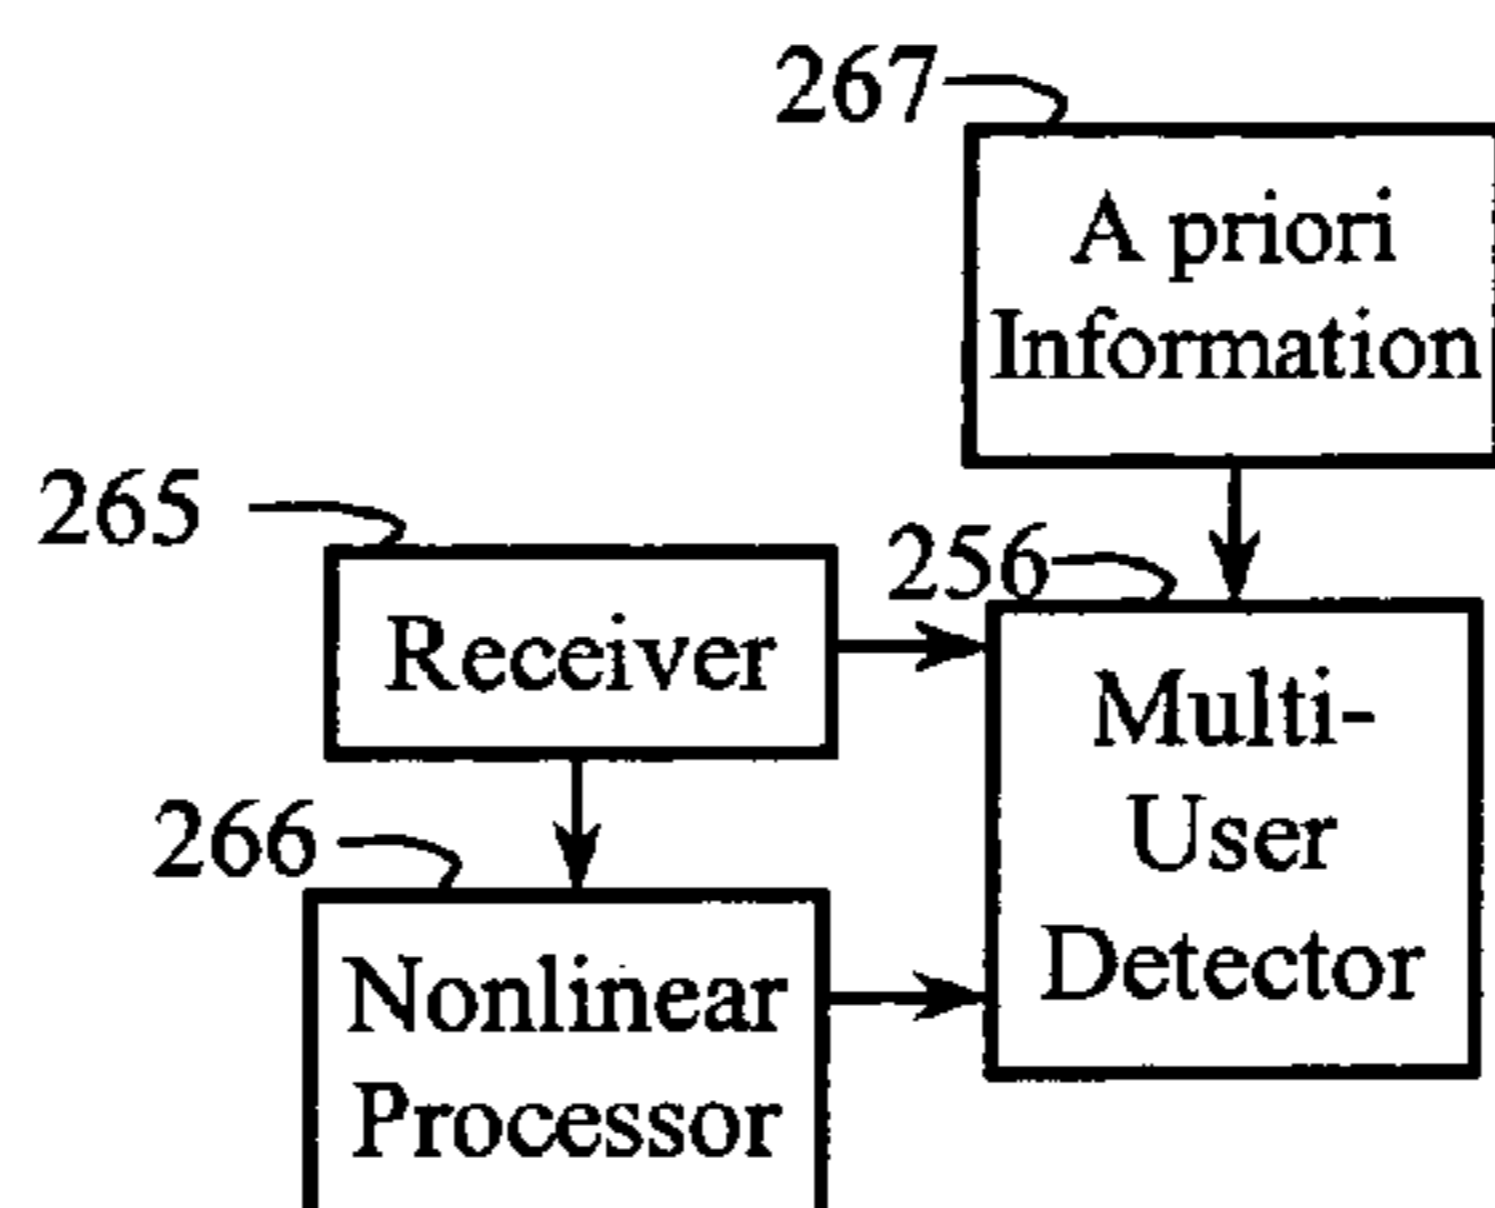 267
A priori
Information
265
256
Receiver
Multi-
User
Detector
266
Nonlinear
Processor